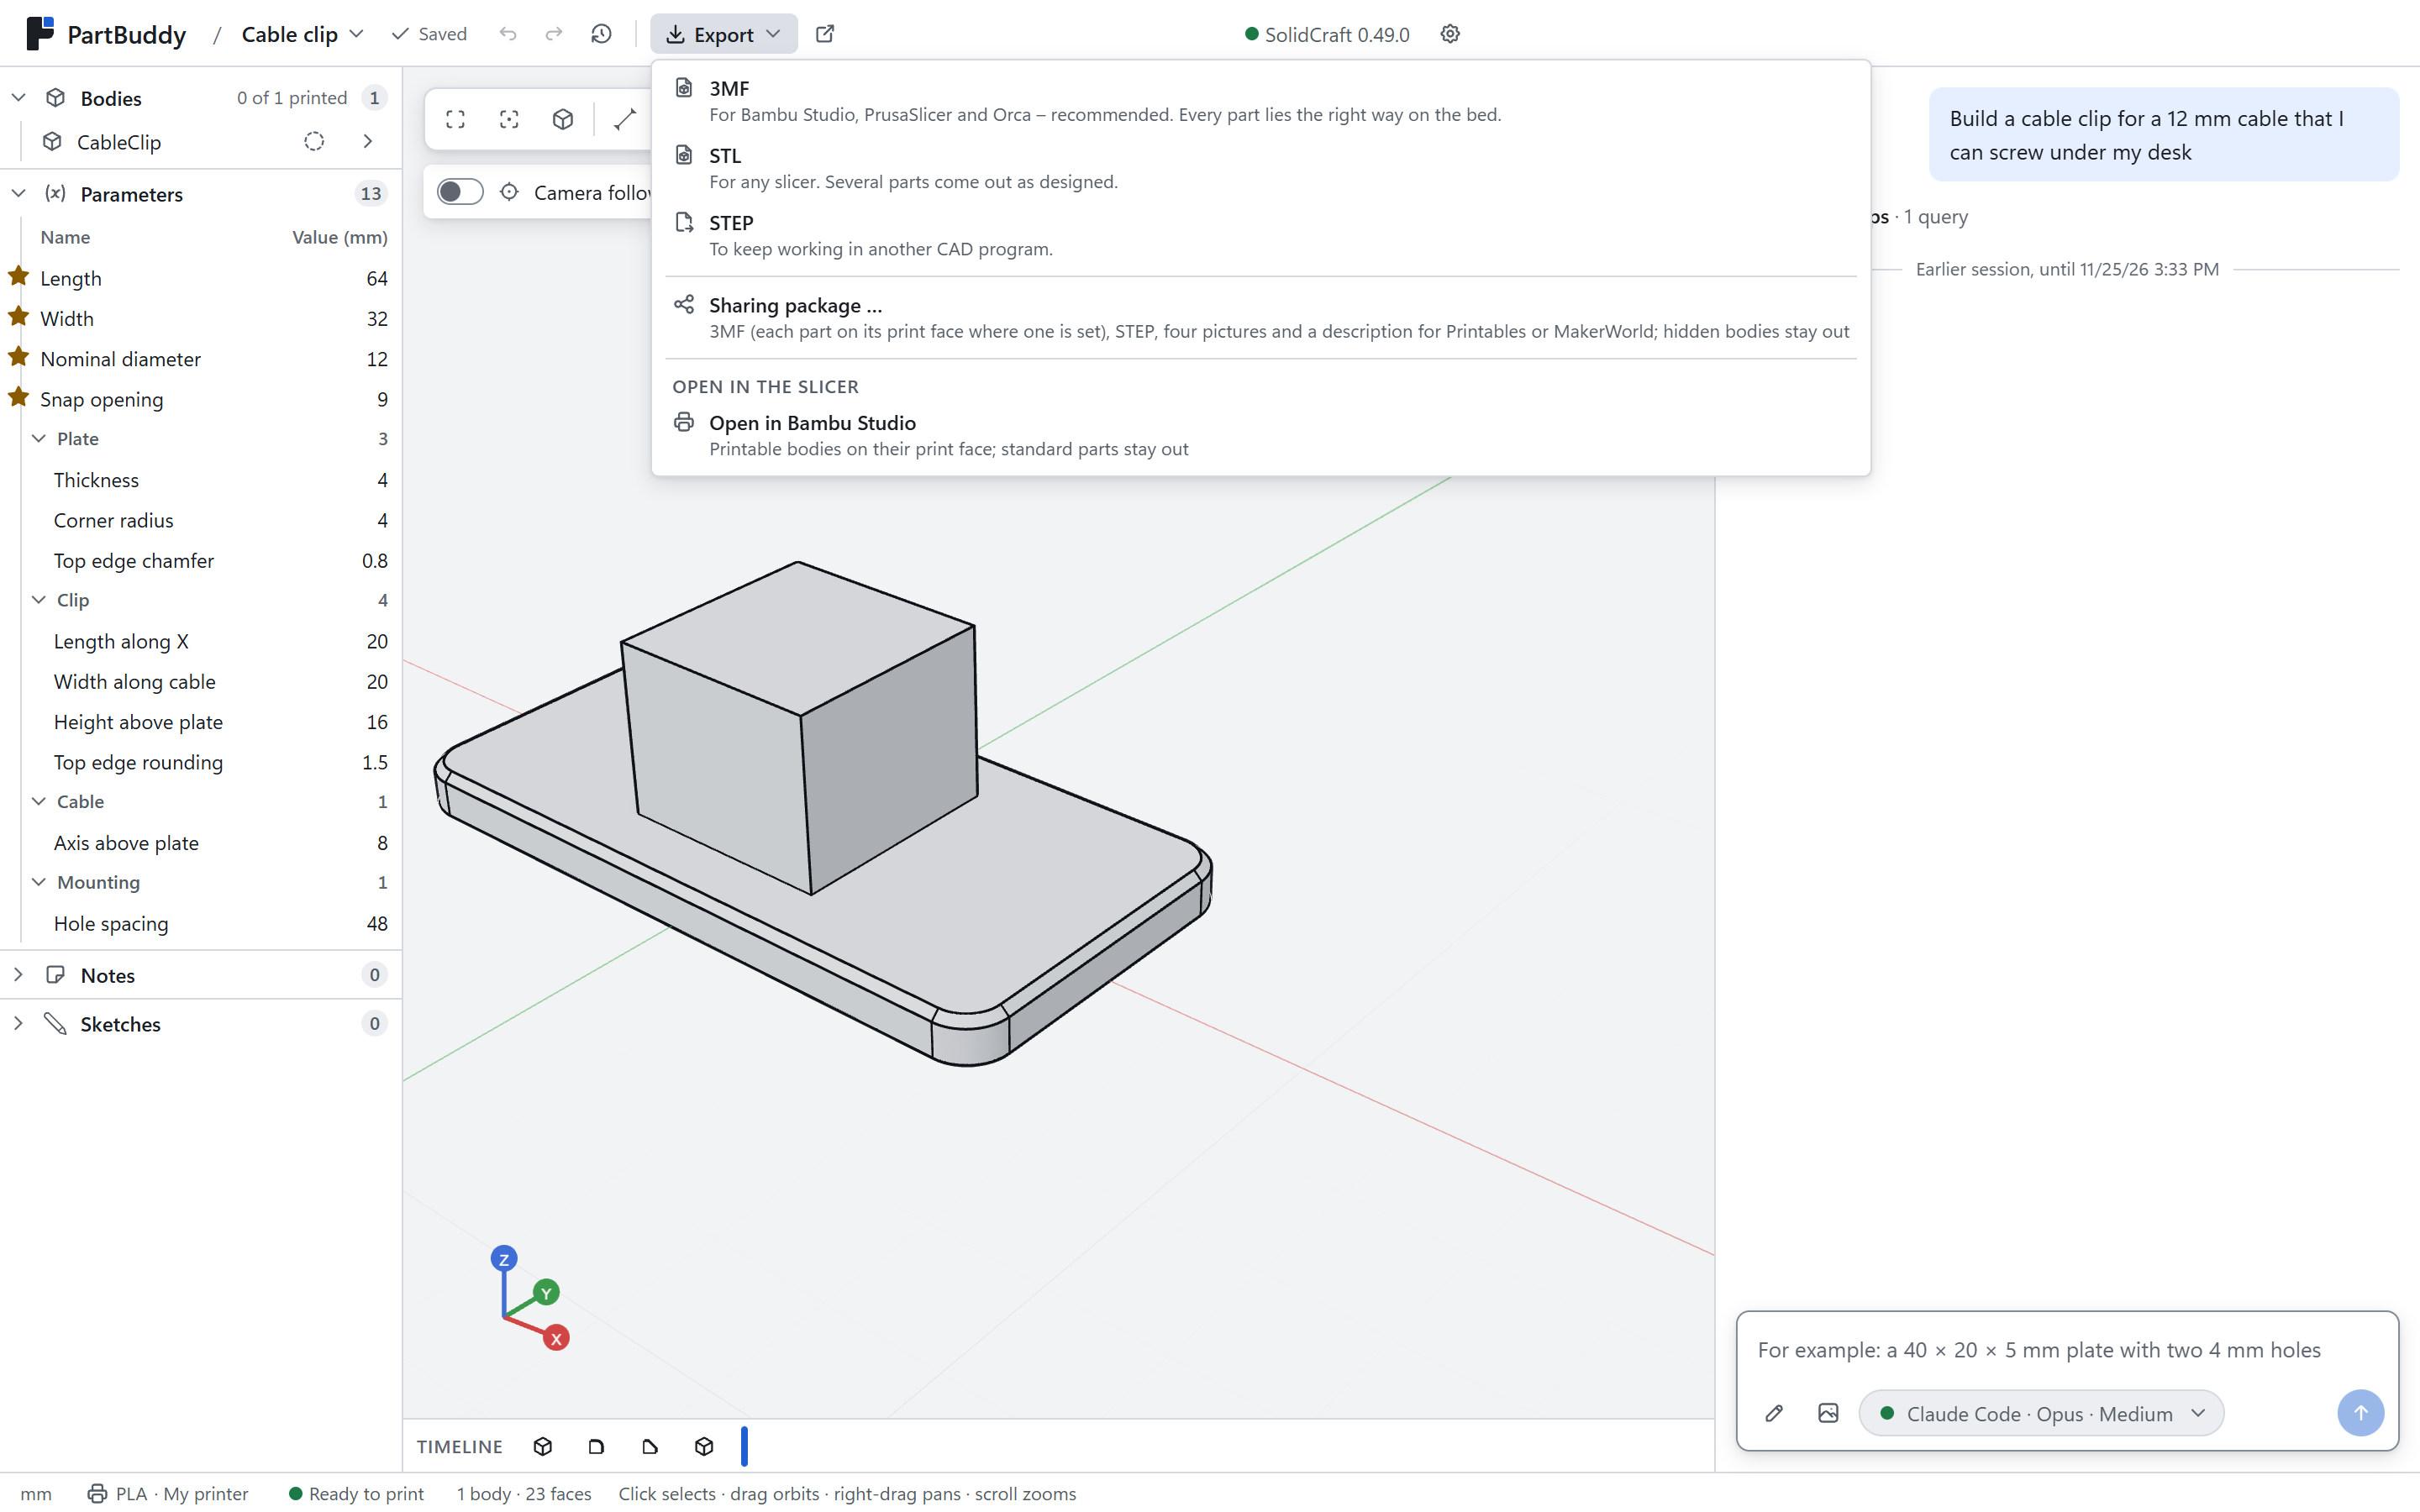 PartBuddy / Cable clip Saved Export SolidCraft 0.49.0
Bodies 0 of 1 printed 1
CableClip
Parameters 13
Name Value (mm)
Length 64
Width 32
Nominal diameter 12
Snap opening 9
Plate 3
Thickness 4
Corner radius 4
Top edge chamfer 0.8
Clip 4
Length along X 20
Width along cable 20
Height above plate 16
Top edge rounding 1.5
Cable 1
Axis above plate 8
Mounting 1
Hole spacing 48
Notes 0
Sketches 0
Camera
3MF
For Bambu Studio, PrusaSlicer and Orca – recommended. Every part lies the right way on the bed.
STL
For any slicer. Several parts come out as designed.
STEP
To keep working in another CAD program.
Sharing package ...
3MF (each part on its print face where one is set), STEP, four pictures and a description for Printables or MakerWorld; hidden bodies stay out
OPEN IN THE SLICER
Open in Bambu Studio
Printable bodies on their print face; standard parts stay out
Z
Y
X
TIMELINE
Build a cable clip for a 12 mm cable that I
can screw under my desk
· 1 query
Earlier session, until 11/25/26 3:33 PM
For example: a 40 × 20 × 5 mm plate with two 4 mm holes
Claude Code · Opus · Medium
mm PLA · My printer Ready to print 1 body · 23 faces Click selects · drag orbits · right-drag pans · scroll zooms